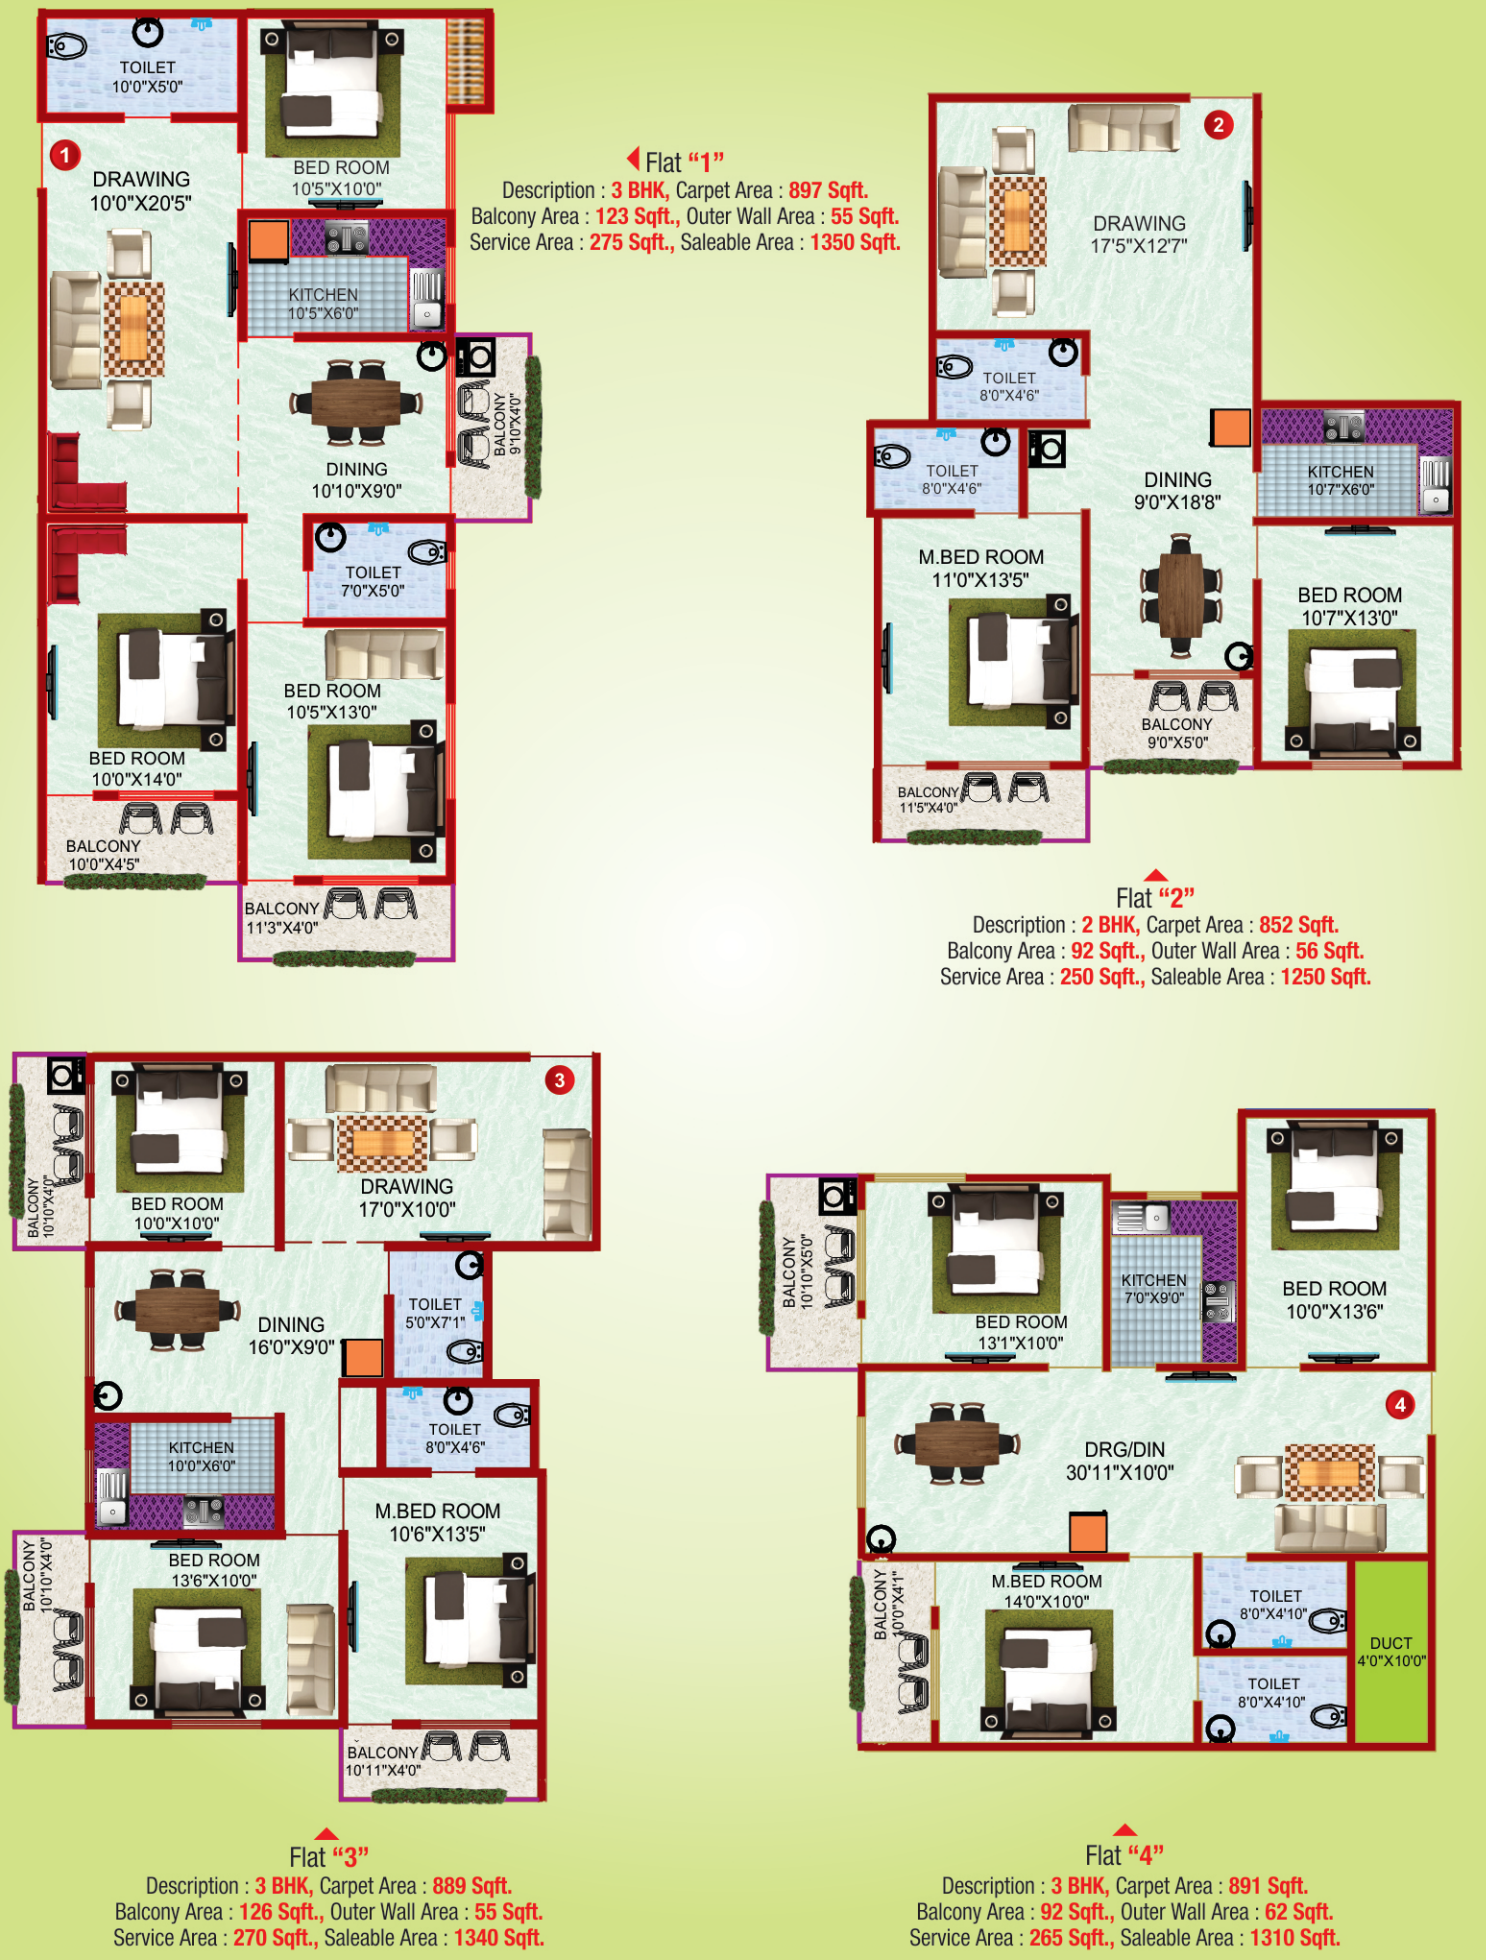 TOILET
10'0"X5'0"
BED ROOM
10'5"X10'0"
1
DRAWING
10'0"X20'5"
KITCHEN
10'5"X6'0"
BALCONY
9'10"X4'0"
DINING
10'10"X9'0"
TOILET
7'0"X5'0"
BED ROOM
10'5"X13'0"
BED ROOM
10'0"X14'0"
BALCONY
10'0"X4'5"
BALCONY
11'3"X4'0"
Flat “1”
Description : 3 BHK, Carpet Area : 897 Sqft.
Balcony Area : 123 Sqft., Outer Wall Area : 55 Sqft.
Service Area : 275 Sqft., Saleable Area : 1350 Sqft.
2
DRAWING
17'5"X12'7"
TOILET
8'0"X4'6"
TOILET
8'0"X4'6"
DINING
9'0"X18'8"
KITCHEN
10'7"X6'0"
M.BED ROOM
11'0"X13'5"
BED ROOM
10'7"X13'0"
BALCONY
9'0"X5'0"
BALCONY
11'5"X4'0"
Flat “2”
Description : 2 BHK, Carpet Area : 852 Sqft.
Balcony Area : 92 Sqft., Outer Wall Area : 56 Sqft.
Service Area : 250 Sqft., Saleable Area : 1250 Sqft.
3
BALCONY
10'10"X4'0"
BED ROOM
10'0"X10'0"
DRAWING
17'0"X10'0"
TOILET
5'0"X7'1"
DINING
16'0"X9'0"
TOILET
8'0"X4'6"
KITCHEN
10'0"X6'0"
M.BED ROOM
10'6"X13'5"
BALCONY
10'10"X4'0"
BED ROOM
13'6"X10'0"
BALCONY
10'11"X4'0"
Flat “3”
Description : 3 BHK, Carpet Area : 889 Sqft.
Balcony Area : 126 Sqft., Outer Wall Area : 55 Sqft.
Service Area : 270 Sqft., Saleable Area : 1340 Sqft.
BALCONY
10'10"X5'0"
BED ROOM
13'1"X10'0"
KITCHEN
7'0"X9'0"
BED ROOM
10'0"X13'6"
4
DRG/DIN
30'11"X10'0"
BALCONY
10'0"X4'1"
M.BED ROOM
14'0"X10'0"
TOILET
8'0"X4'10"
DUCT
4'0"X10'0"
TOILET
8'0"X4'10"
Flat “4”
Description : 3 BHK, Carpet Area : 891 Sqft.
Balcony Area : 92 Sqft., Outer Wall Area : 62 Sqft.
Service Area : 265 Sqft., Saleable Area : 1310 Sqft.